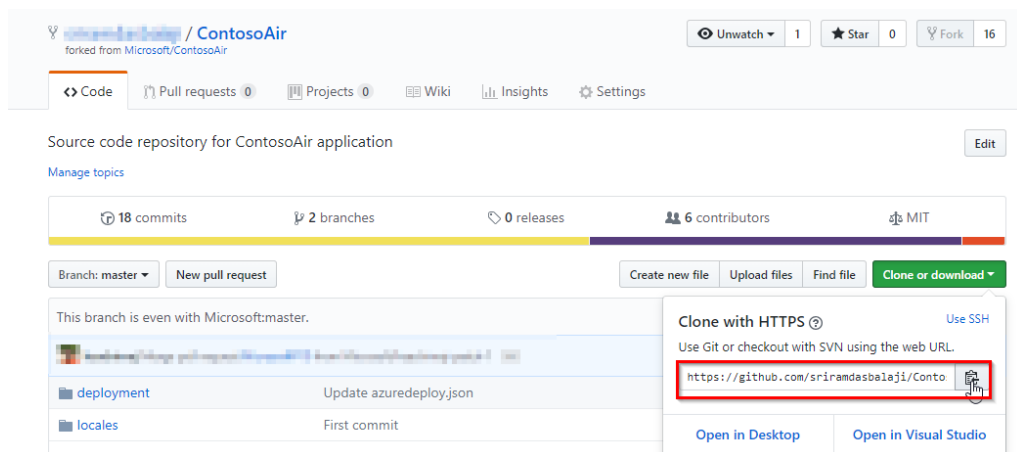 / ContosoAir
forked from Microsoft/ContosoAir
Unwatch 1 Star 0 Fork 16
Code Pull requests 0 Projects 0 Wiki Insights Settings
Source code repository for ContosoAir application Edit
Manage topics
18 commits 2 branches 0 releases 6 contributors MIT
Branch: master New pull request Create new file Upload files Find file Clone or download
This branch is even with Microsoft:master.
Clone with HTTPS Use SSH
Use Git or checkout with SVN using the web URL.
https://github.com/sriramdasbalaji/Conto
deployment Update azuredeploy.json
locales First commit
Open in Desktop Open in Visual Studio